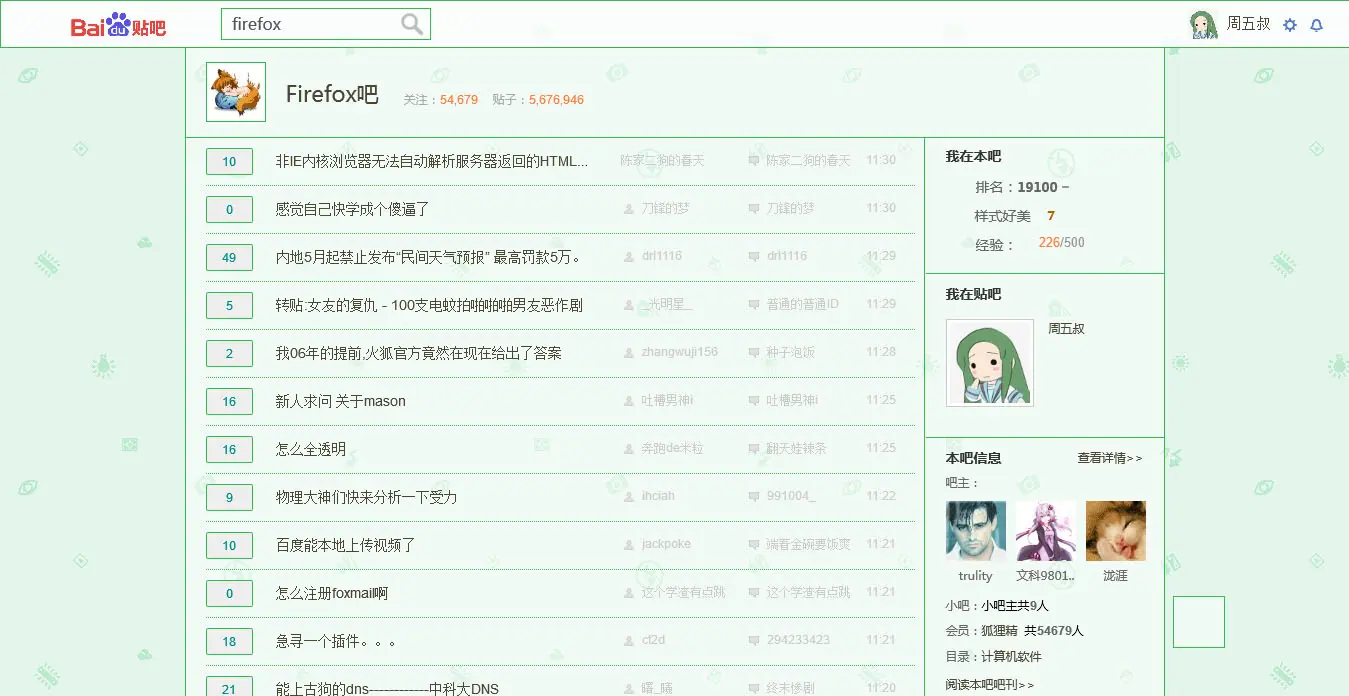 Bai du 贴吧
firefox
周五叔
Firefox吧 关注：54,679 贴子：5,676,946
10 非IE内核浏览器无法自动解析服务器返回的HTML... 陈家二狗的春天 陈家二狗的春天 11:30
0 感觉自己快学成个傻逼了 刀锋的梦 刀锋的梦 11:30
49 内地5月起禁止发布“民间天气预报” 最高罚款5万。 drl1116 drl1116 11:29
5 转贴:女友的复仇－100支电蚊拍啪啪啪啪男友恶作剧 _光明星_ 普通的普通ID 11:29
2 我06年的提前,火狐官方竟然在现在给出了答案 zhangwuji156 种子泡饭 11:28
16 新人求问 关于mason 吐槽男神i 吐槽男神i 11:25
16 怎么全透明 奔跑de米粒 翻天娃辣条 11:25
9 物理大神们快来分析一下受力 ihciah 991004_ 11:22
10 百度能本地上传视频了 jackpoke 端着金碗要饭爽 11:21
0 怎么注册foxmail啊 这个学渣有点跳 这个学渣有点跳 11:21
18 急寻一个插件。。。 ct2d 294233423 11:21
21 能上古狗的dns------------中科大DNS 曙_曦 终末惨剧 11:20
我在本吧
排名：19100 －
样式好美 7
经验： 226/500
我在贴吧
周五叔
本吧信息 查看详情>>
吧主：
trulity 文科9801.. 泷涯
小吧：小吧主共9人
会员：狐狸精 共54679人
目录：计算机软件
阅读本吧吧刊>>